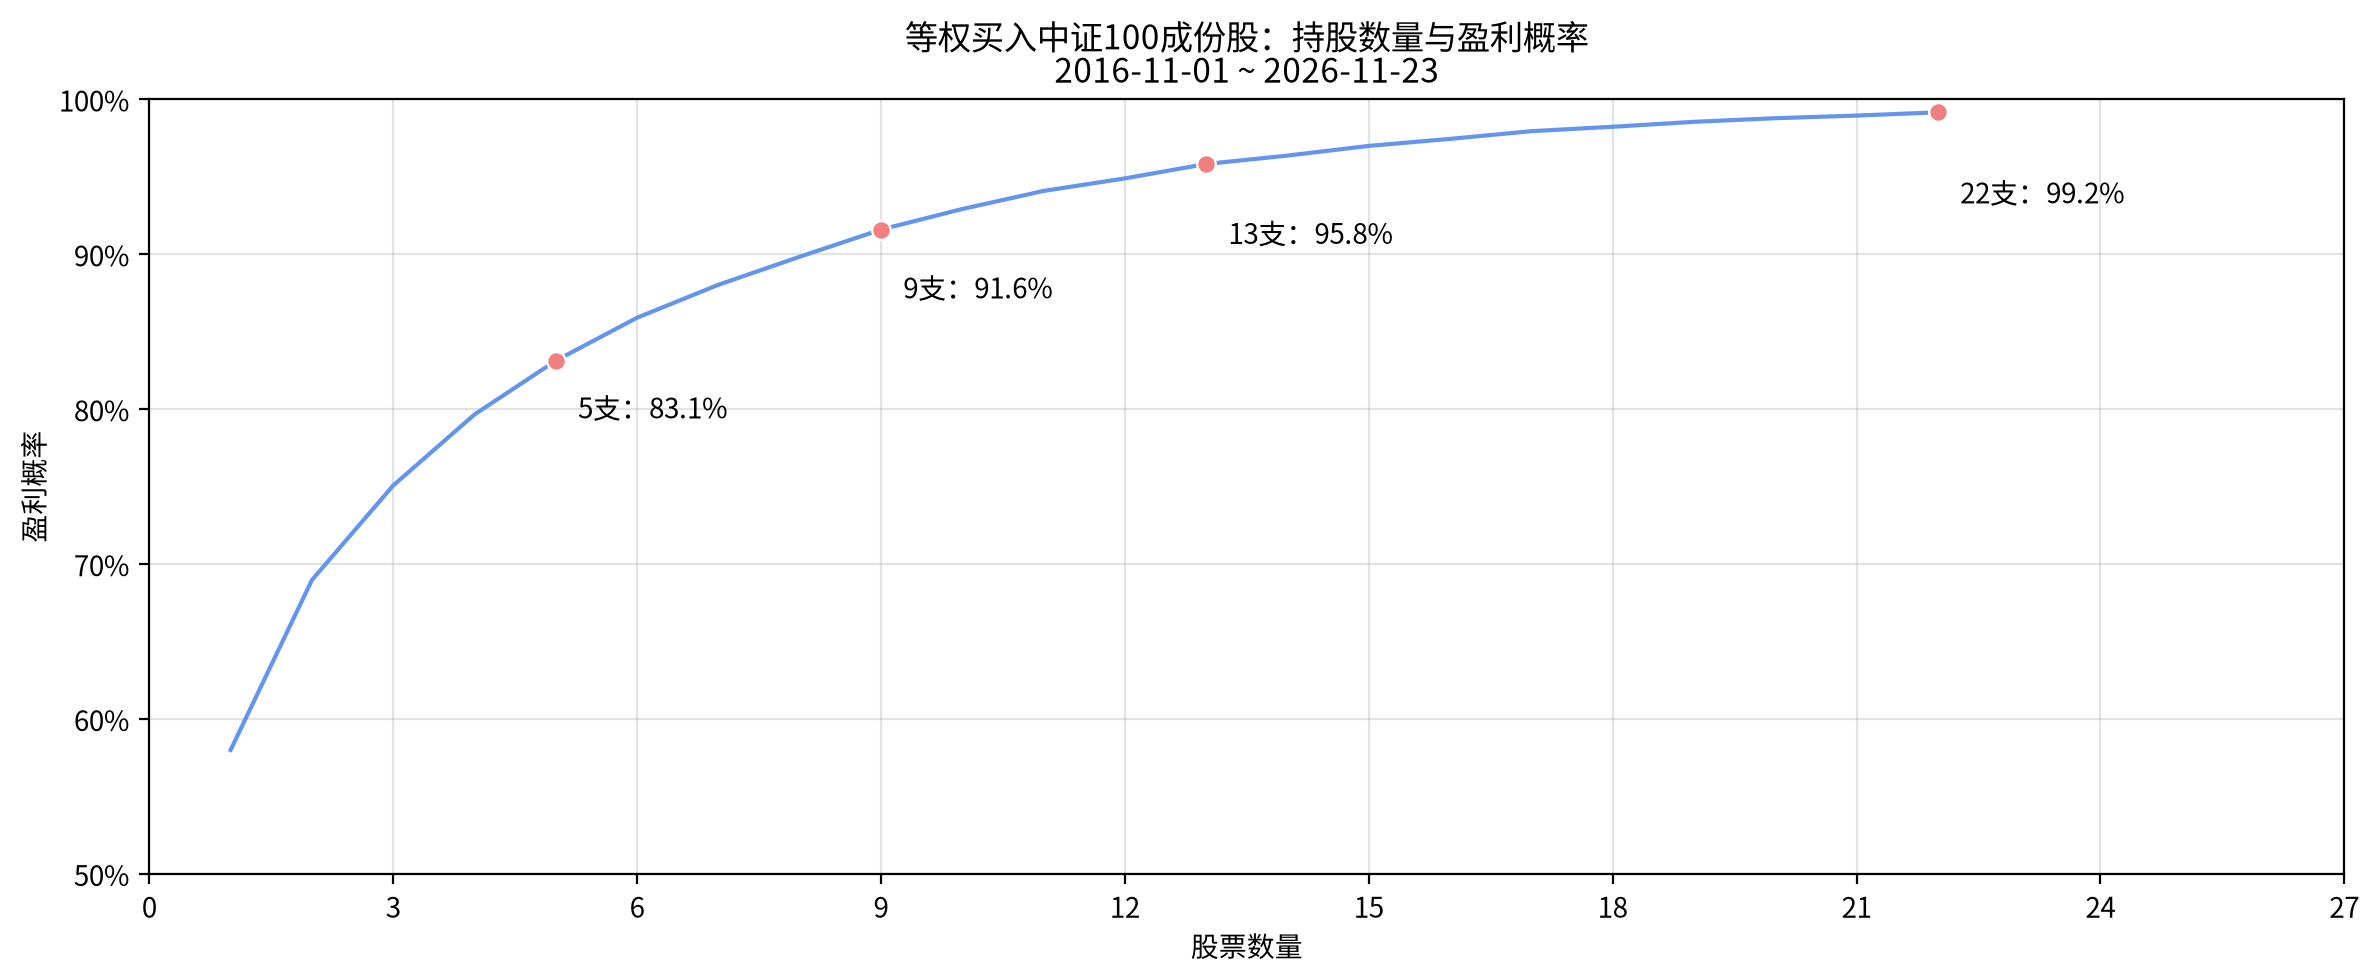 等权买入中证100成份股：持股数量与盈利概率
2016-11-01 ~ 2026-11-23
100%
90%
80%
70%
60%
50%
盈利概率
5支：83.1%
9支：91.6%
13支：95.8%
22支：99.2%
0 3 6 9 12 15 18 21 24 27
股票数量